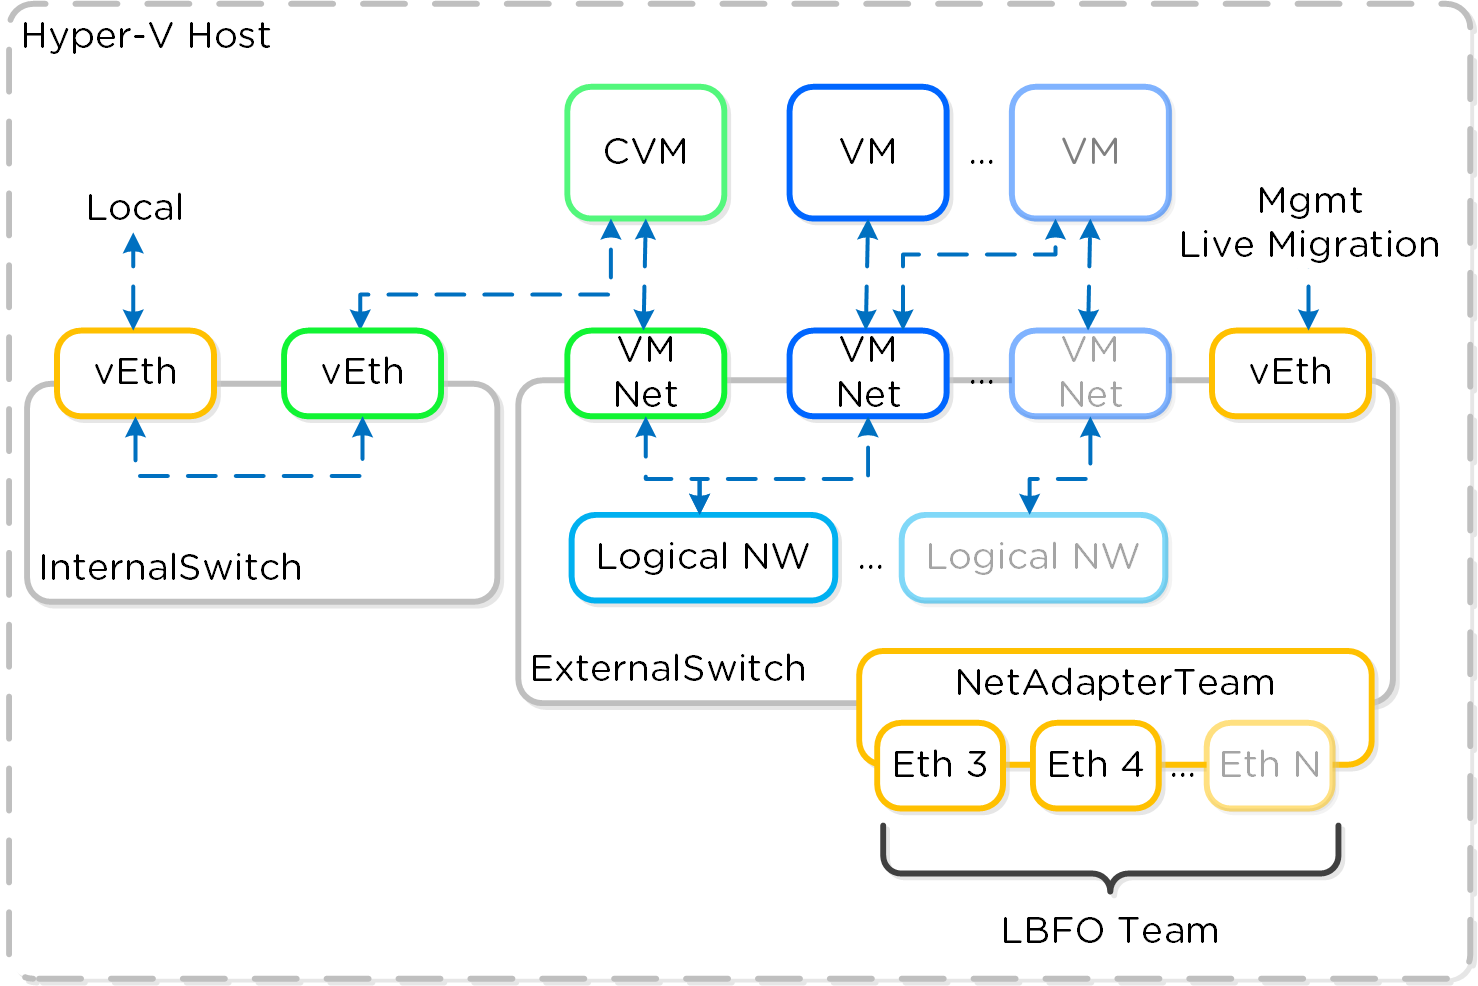 Hyper-V Host
CVM
VM
...
VM
Local
Mgmt
Live Migration
vEth
vEth
VM
Net
VM
Net
...
VM
Net
vEth
InternalSwitch
Logical NW
...
Logical NW
ExternalSwitch
NetAdapterTeam
Eth 3
Eth 4
...
Eth N
LBFO Team